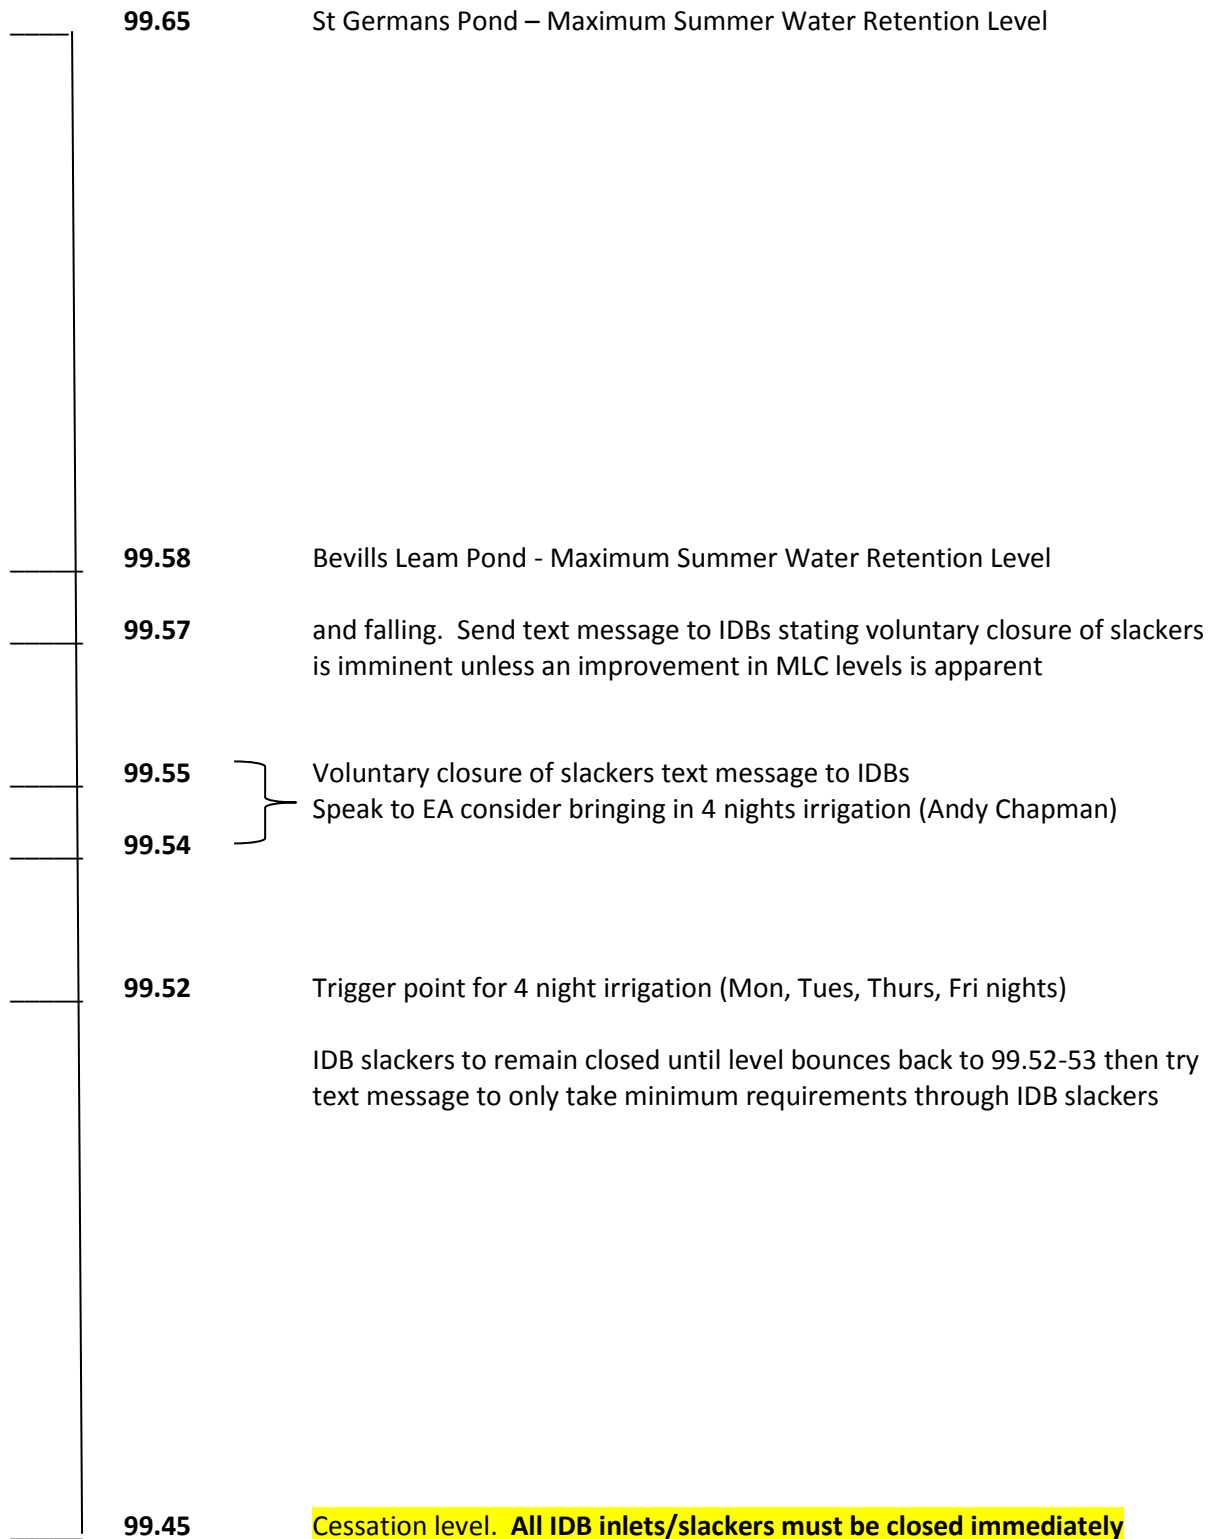 99.65 St Germans Pond – Maximum Summer Water Retention Level
99.58 Bevills Leam Pond - Maximum Summer Water Retention Level
99.57 and falling.  Send text message to IDBs stating voluntary closure of slackers
is imminent unless an improvement in MLC levels is apparent
99.55 Voluntary closure of slackers text message to IDBs
Speak to EA consider bringing in 4 nights irrigation (Andy Chapman)
99.54
99.52 Trigger point for 4 night irrigation (Mon, Tues, Thurs, Fri nights)
IDB slackers to remain closed until level bounces back to 99.52-53 then try
text message to only take minimum requirements through IDB slackers
99.45 Cessation level.  All IDB inlets/slackers must be closed immediately